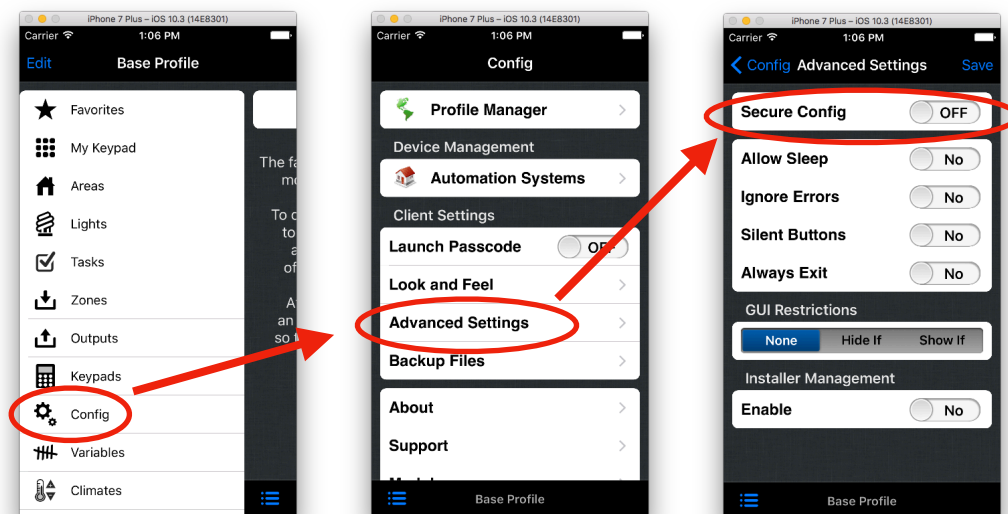 iPhone 7 Plus – iOS 10.3 (14E8301)
Carrier 1:06 PM
Edit Base Profile
Favorites
My Keypad
Areas
Lights
Tasks
Zones
Outputs
Keypads
Config
Variables
Climates
The fa
me
To c
to
a
of
A
an
so t
iPhone 7 Plus – iOS 10.3 (14E8301)
Carrier 1:06 PM
Config
Profile Manager
Device Management
Automation Systems
Client Settings
Launch Passcode OFF
Look and Feel
Advanced Settings
Backup Files
About
Support
Base Profile
iPhone 7 Plus – iOS 10.3 (14E8301)
Carrier 1:06 PM
Config Advanced Settings Save
Secure Config OFF
Allow Sleep No
Ignore Errors No
Silent Buttons No
Always Exit No
GUI Restrictions
None Hide If Show If
Installer Management
Enable No
Base Profile